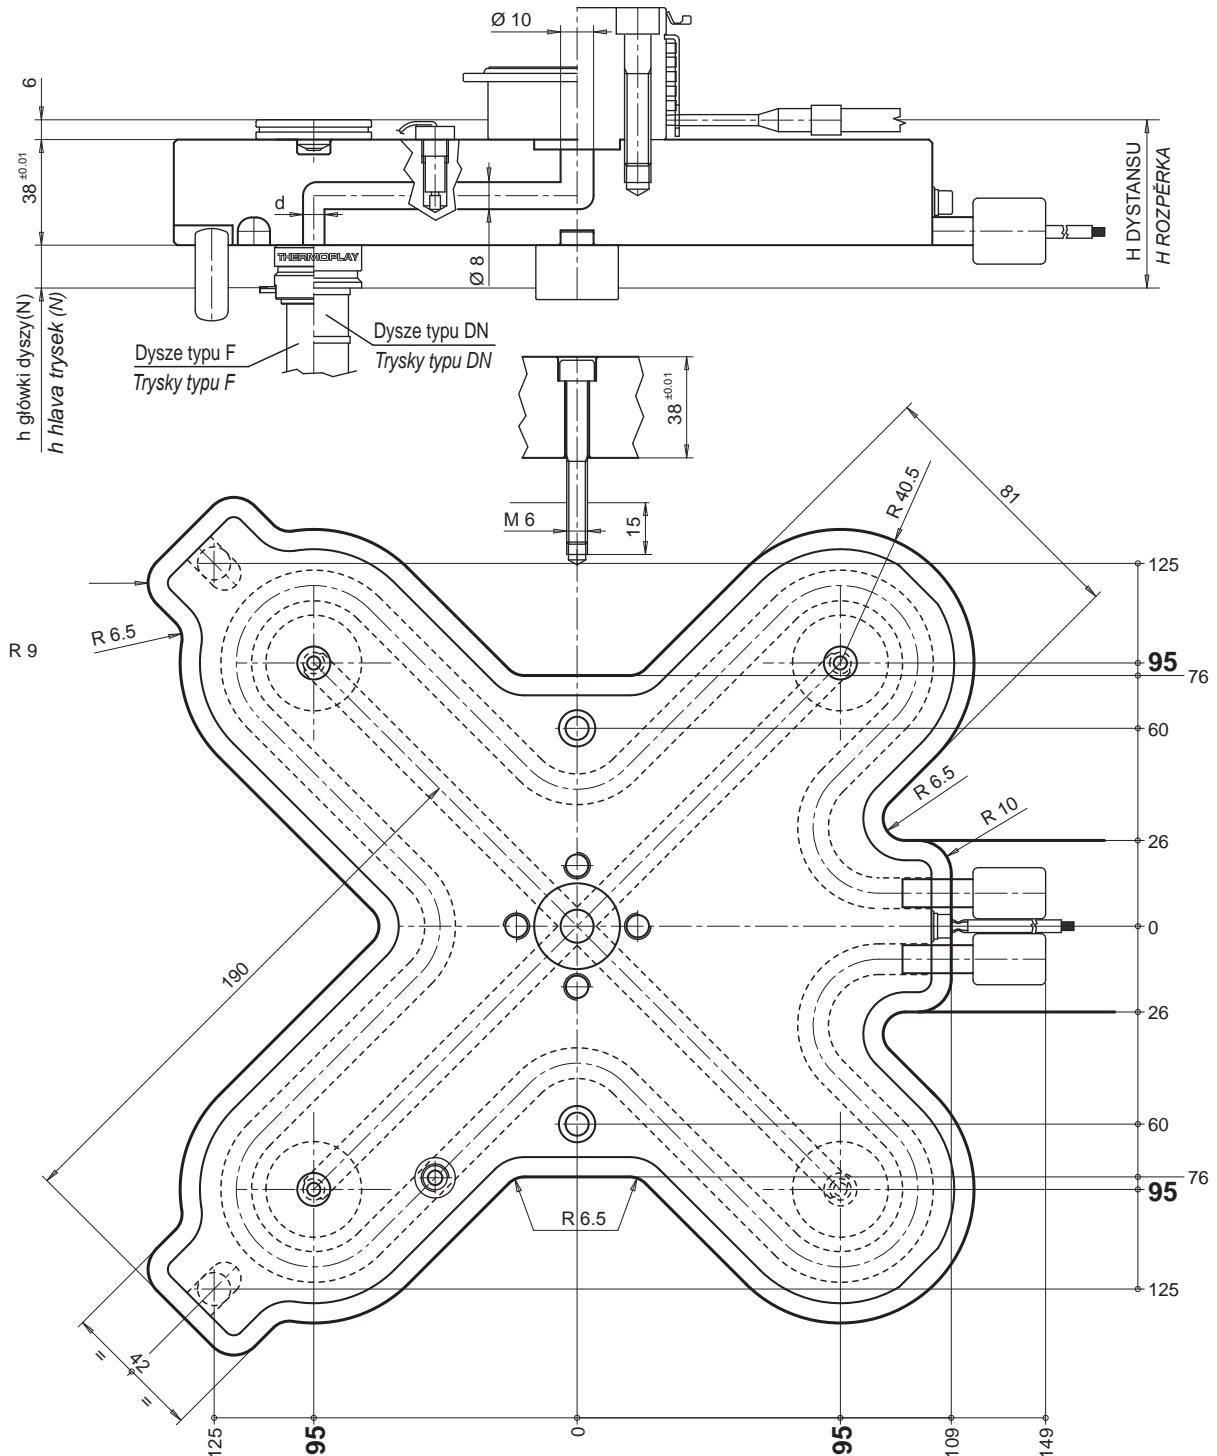 Ø 10
6
38 ±0.01
d
THERMOPLAY
Ø 8
H DYSTANSU
H ROZPĚRKA
h główki dyszy(N)
h hlava trysek (N)
Dysze typu F
Trysky typu F
Dysze typu DN
Trysky typu DN
38 ±0.01
M 6
15
R 40.5
81
R 9
R 6.5
125
95
76
60
R 6.5
R 10
26
0
26
190
60
76
95
R 6.5
125
42
=
=
125
95
0
95
109
149